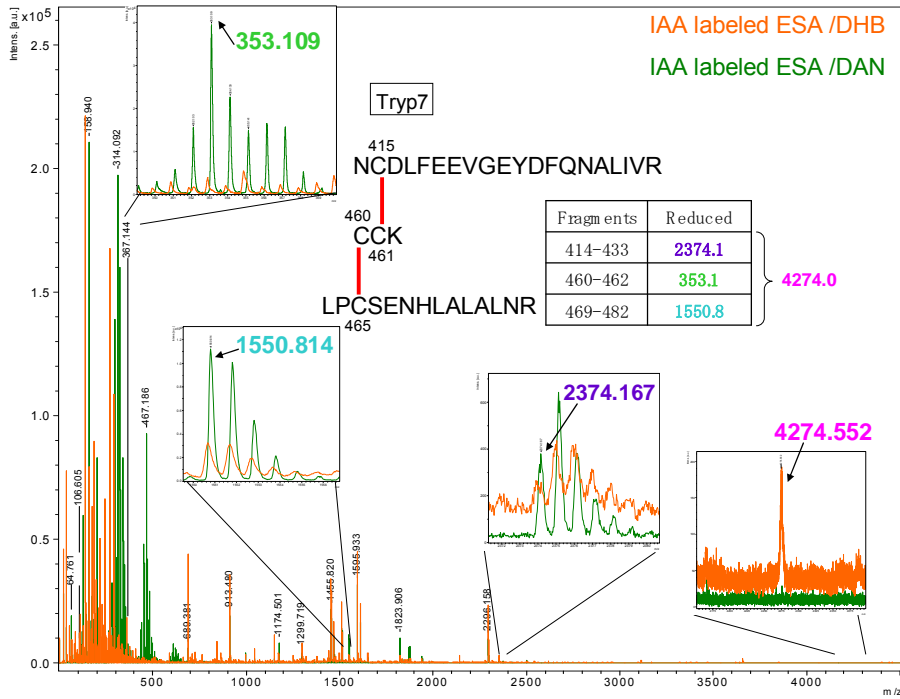 Intens. [a.u.]
x10⁵
IAA labeled ESA /DHB
IAA labeled ESA /DAN
353.109
Tryp7
415
NCDLFEEVGEYDFQNALIVR
460
CCK
461
LPCSENHLALALNR
465
Fragments Reduced
414-433 2374.1
460-462 353.1
469-482 1550.8
4274.0
1550.814
2374.167
4274.552
158.940
314.092
367.144
467.186
106.605
64.761
689.381
913.480
1174.501
1299.719
1455.820
1595.933
1823.906
2296.158
2.5
2.0
1.5
1.0
0.5
0.0
500 1000 1500 2000 2500 3000 3500 4000
m/z